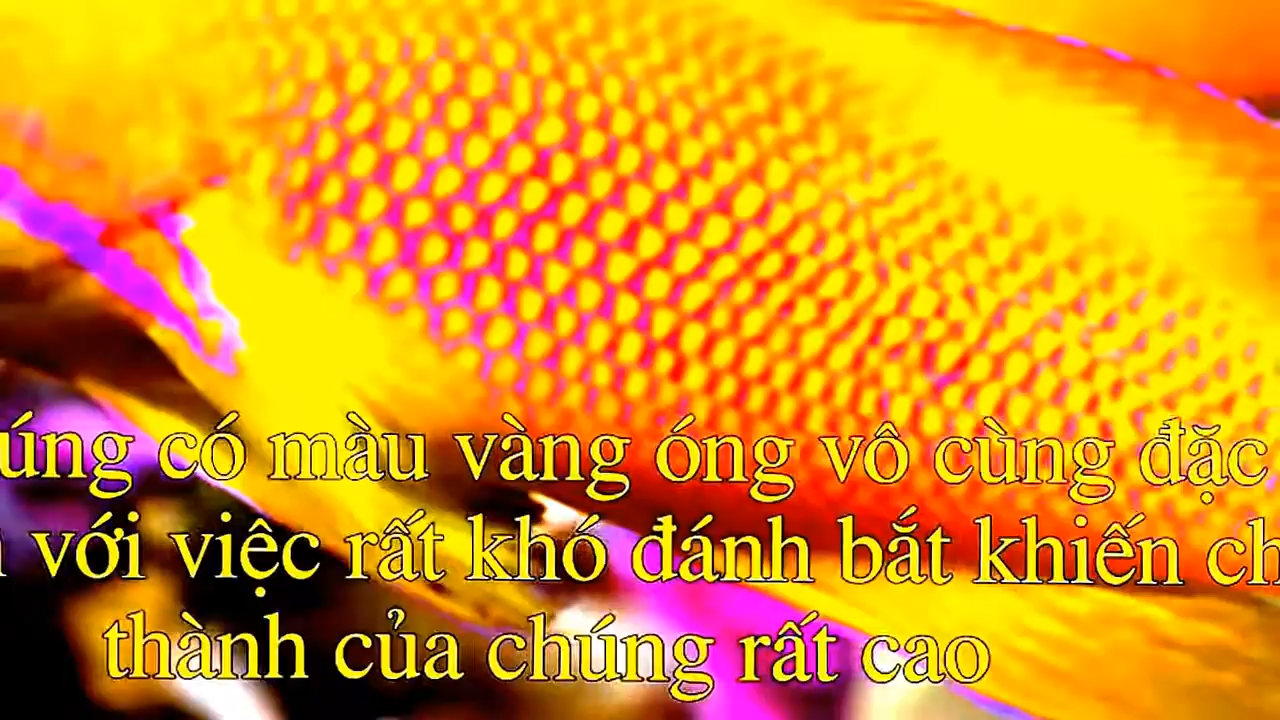 úng có màu vàng óng vô cùng đặc
với việc rất khó đánh bắt khiến ch
thành của chúng rất cao